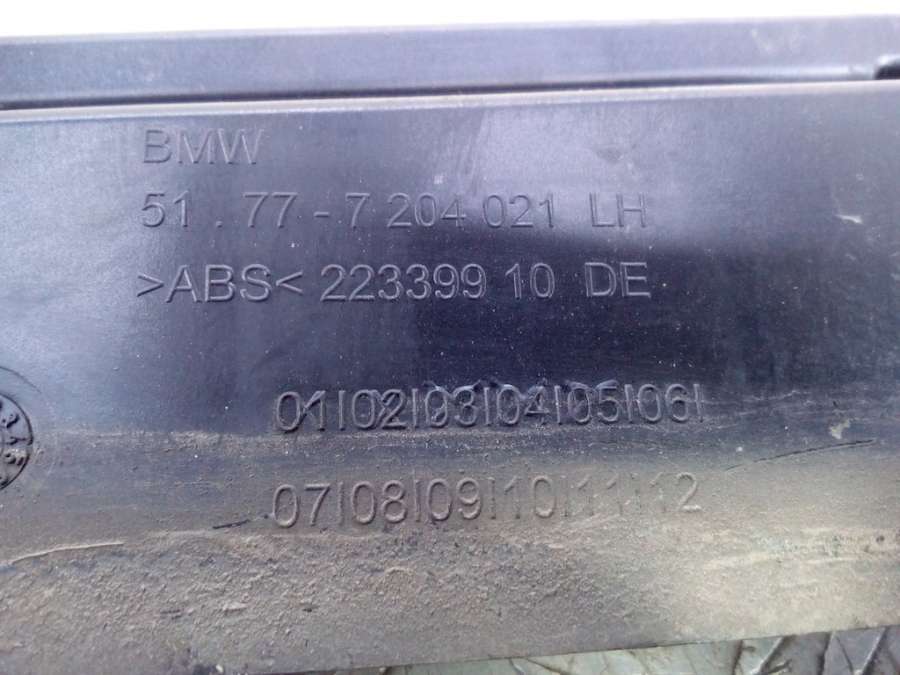 BMW
51 . 77 - 7 204 021 LH
>ABS< 223399 10 DE
01|02|03|04|05|06|
07|08|09|10|11|12